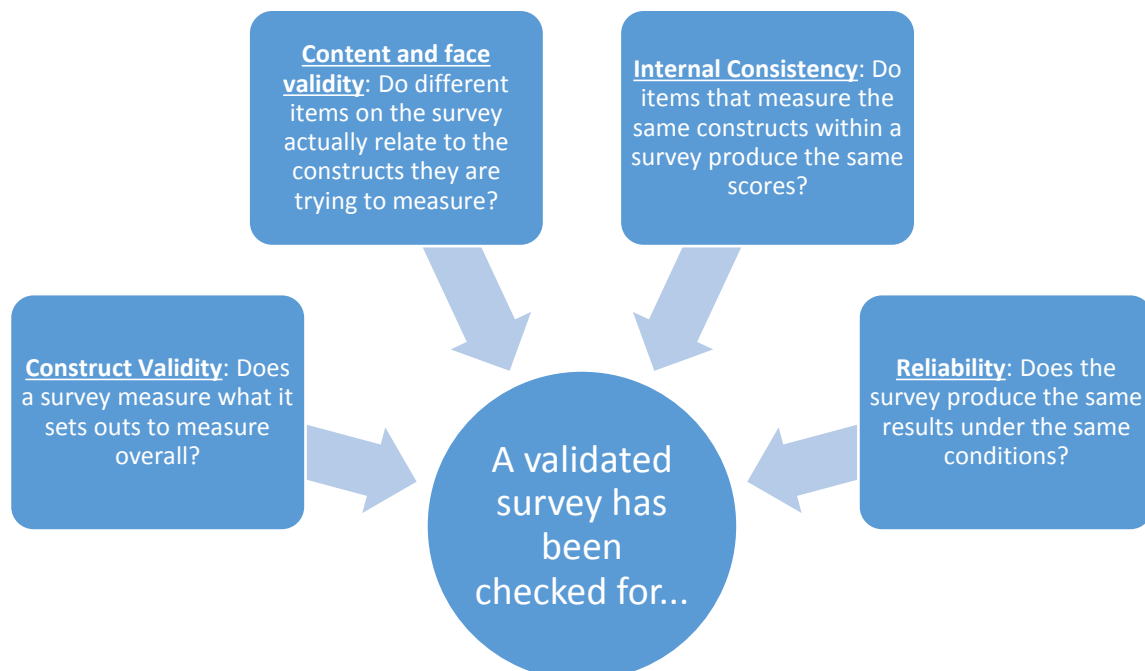 Content and face
validity: Do different
items on the survey
actually relate to the
constructs they are
trying to measure?
Internal Consistency: Do
items that measure the
same constructs within a
survey produce the same
scores?
Construct Validity: Does
a survey measure what it
sets outs to measure
overall?
Reliability: Does the
survey produce the same
results under the same
conditions?
A validated
survey has
been
checked for...